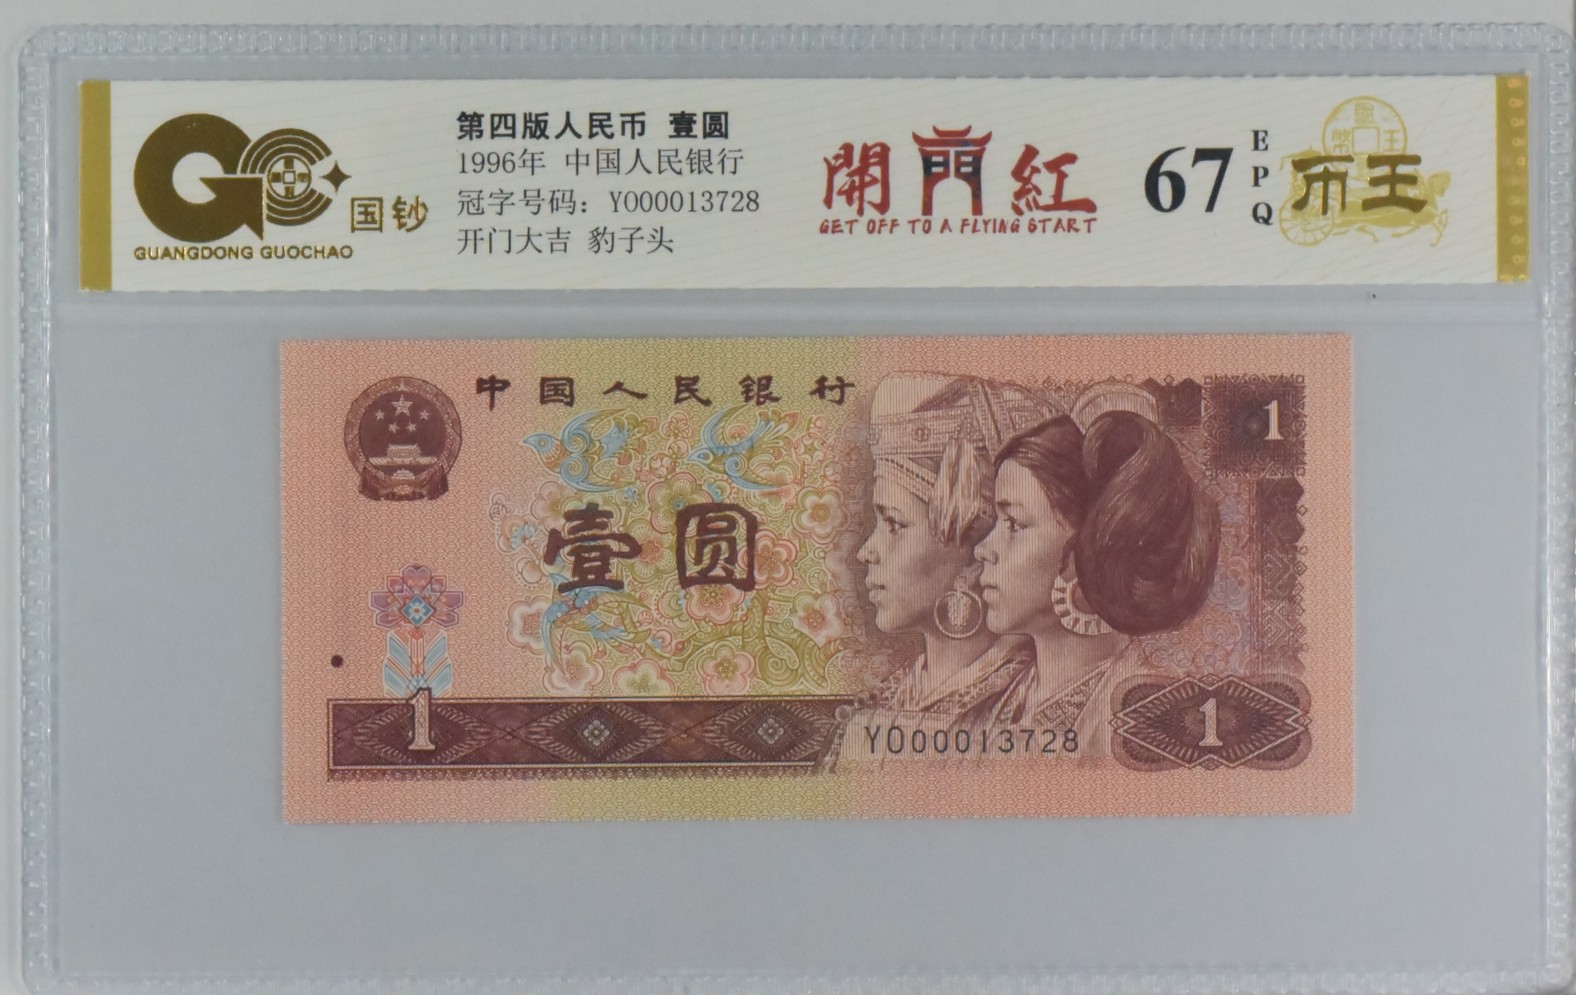 国钞
GUANGDONG GUOCHAO
第四版人民币 壹圆
1996年 中国人民银行
冠字号码：YO00013728
开门大吉 豹子头
開門紅
GET OFF TO A FLYING START
67
EPQ
币王
中国人民银行
1
壹圆
1
YO00013728
1